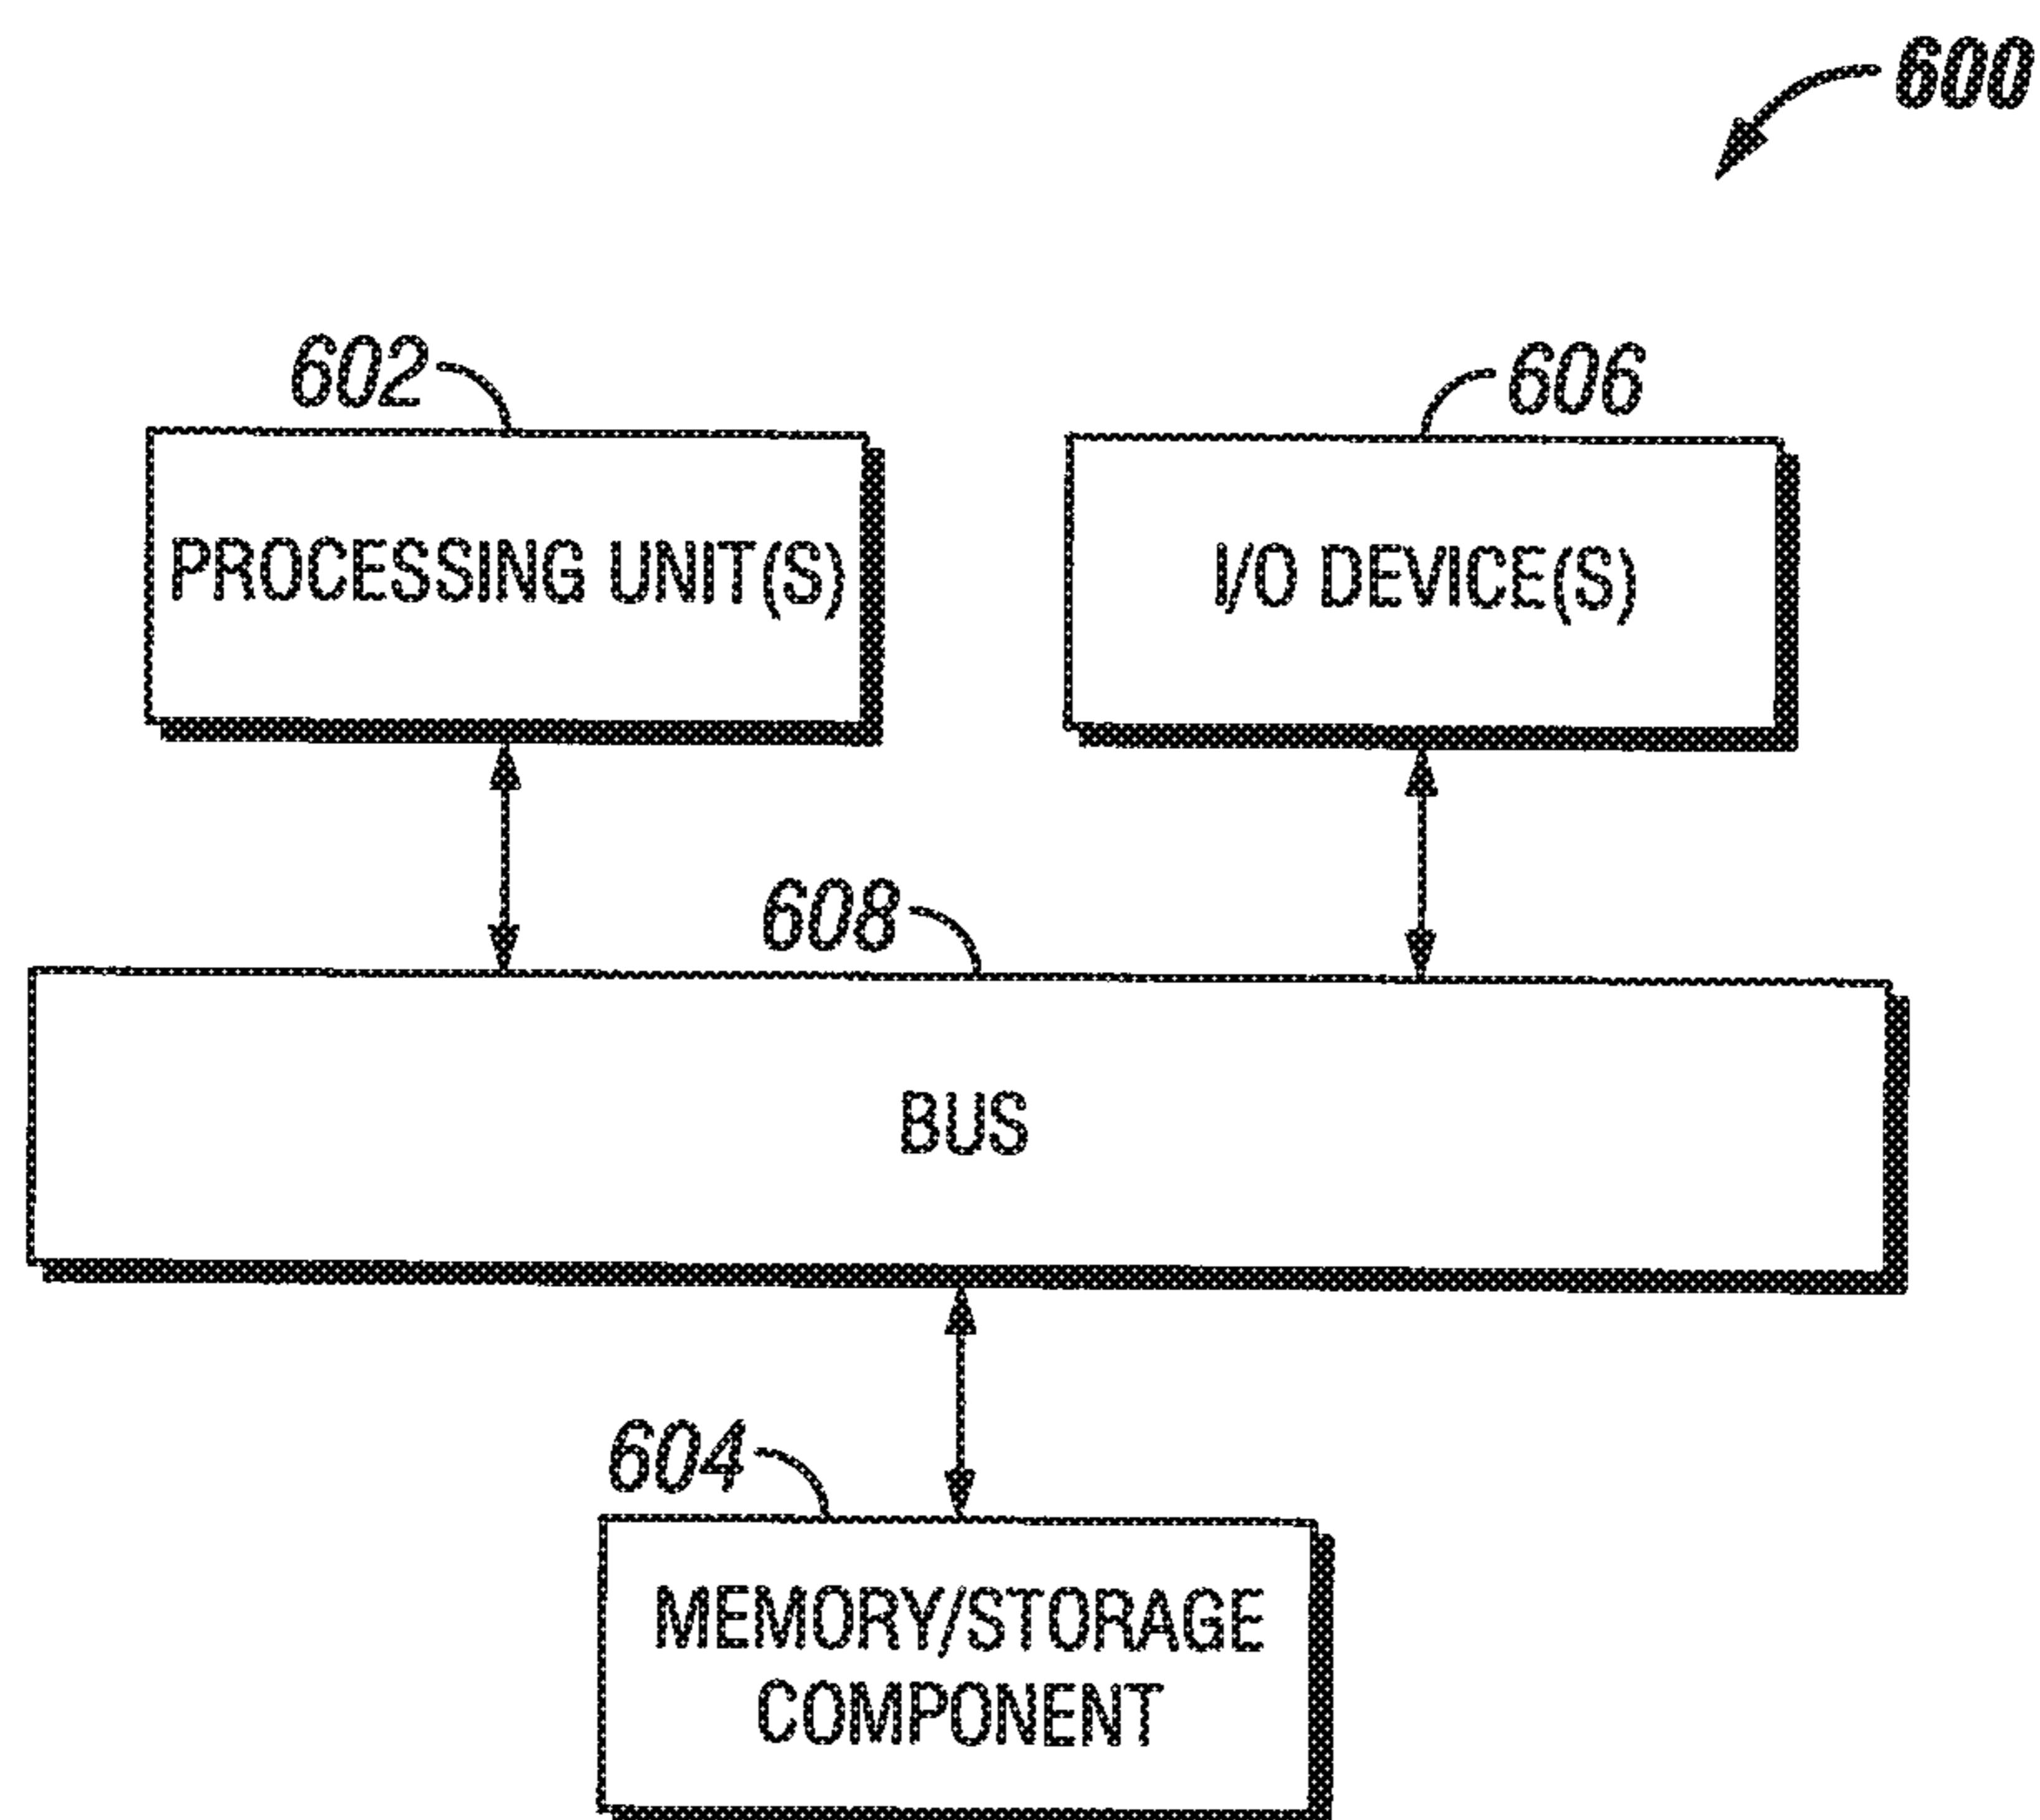 600
602
606
PROCESSING UNIT(S)
I/O DEVICE(S)
608
BUS
604
MEMORY/STORAGE
COMPONENT